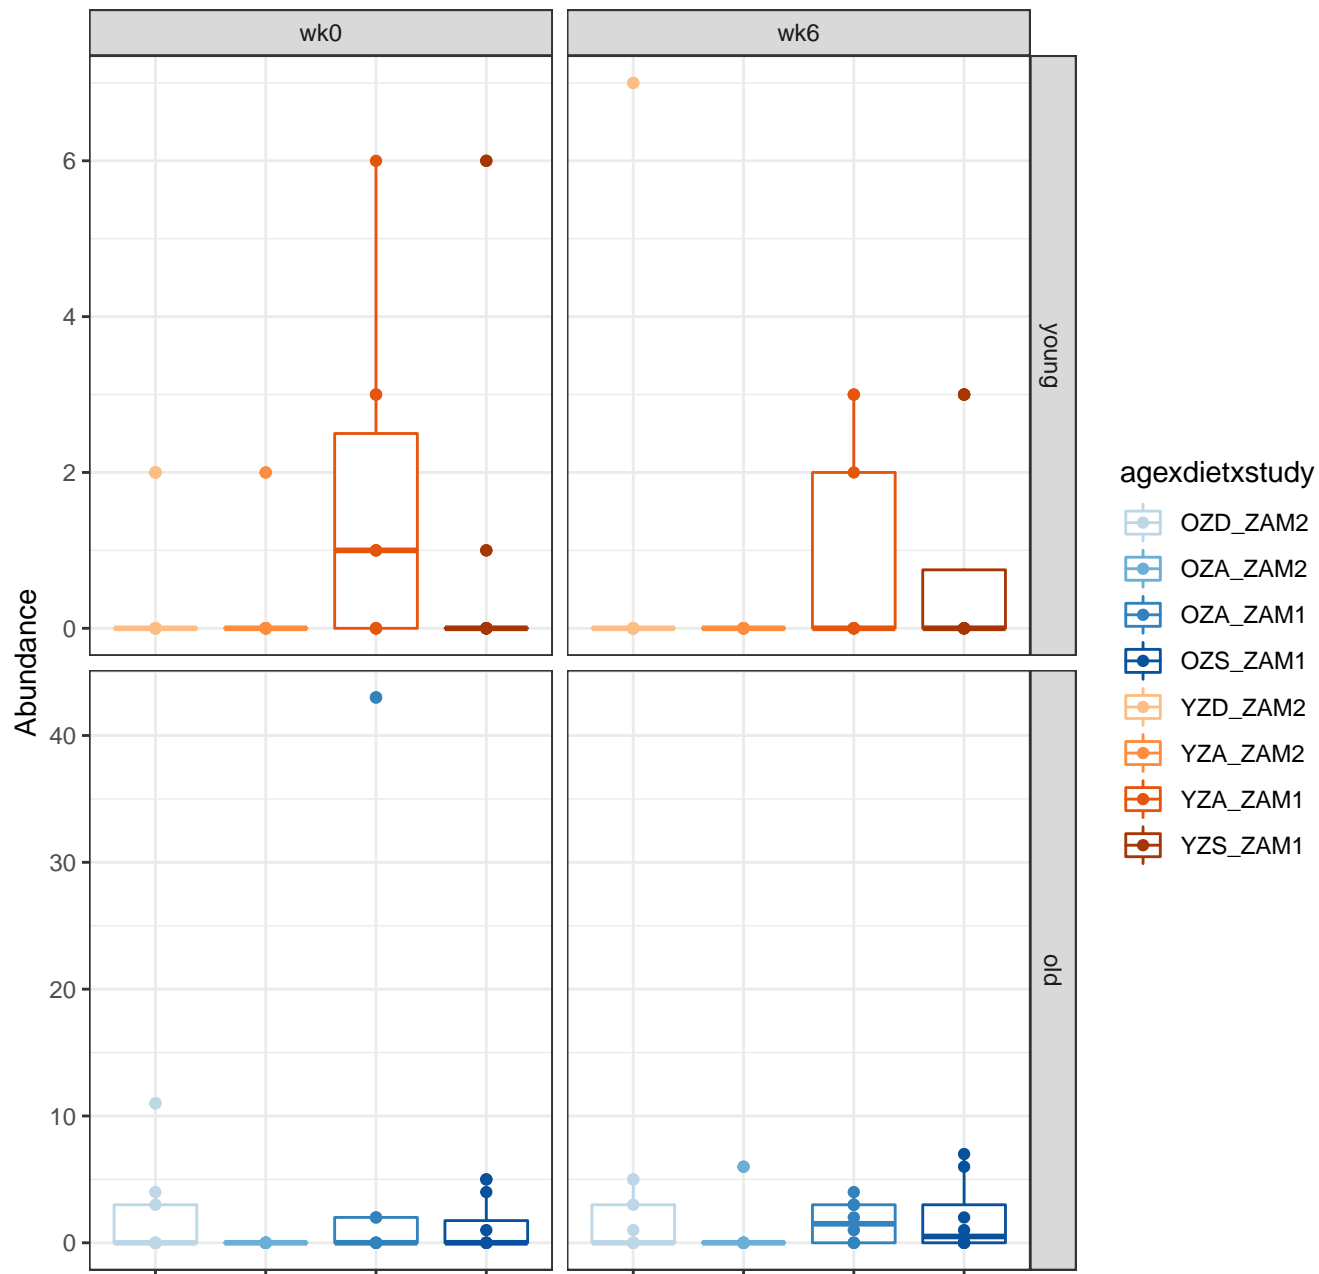 wk0
wk6
6
4
2
0
young
Abundance
40
30
20
10
0
old
agexdietxstudy
OZD_ZAM2
OZA_ZAM2
OZA_ZAM1
OZS_ZAM1
YZD_ZAM2
YZA_ZAM2
YZA_ZAM1
YZS_ZAM1